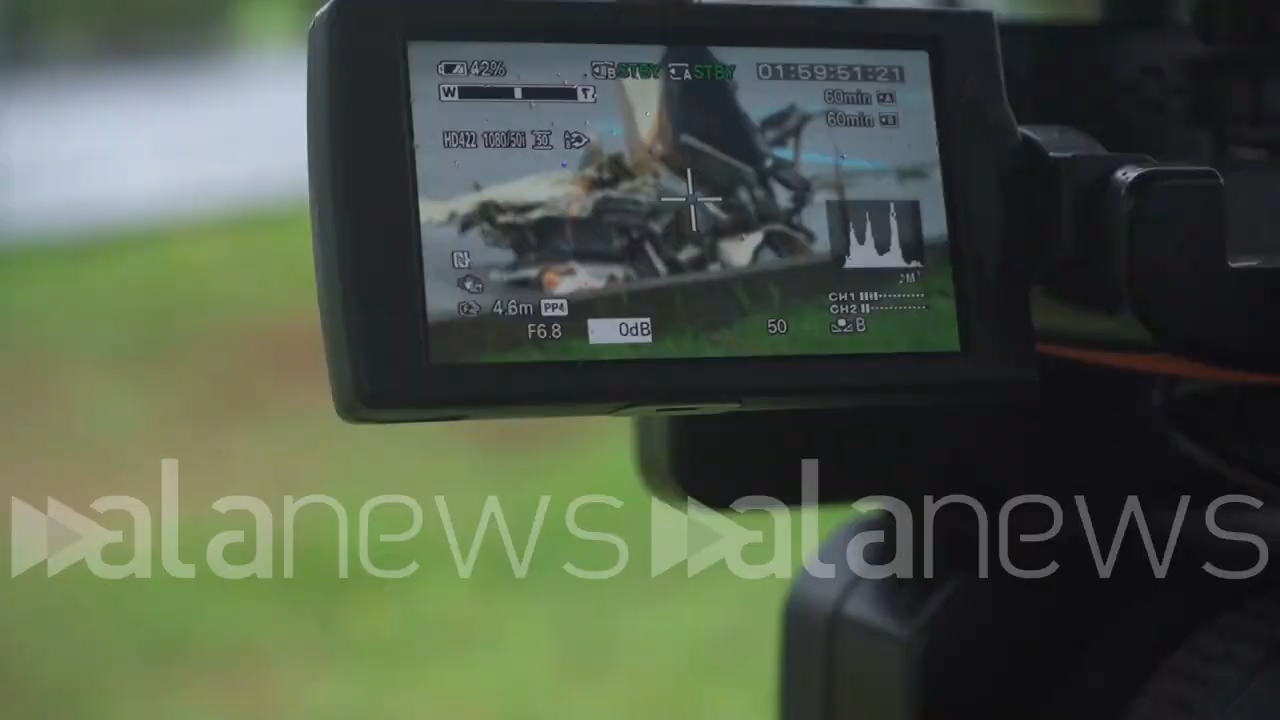 42% B STBY A STBY 01:59:51:21
W T 60min A
60min B
HD422 1080/50i
N
4.6m PP4
CH1
CH2
F6.8 0dB 50 B
alanews alanews